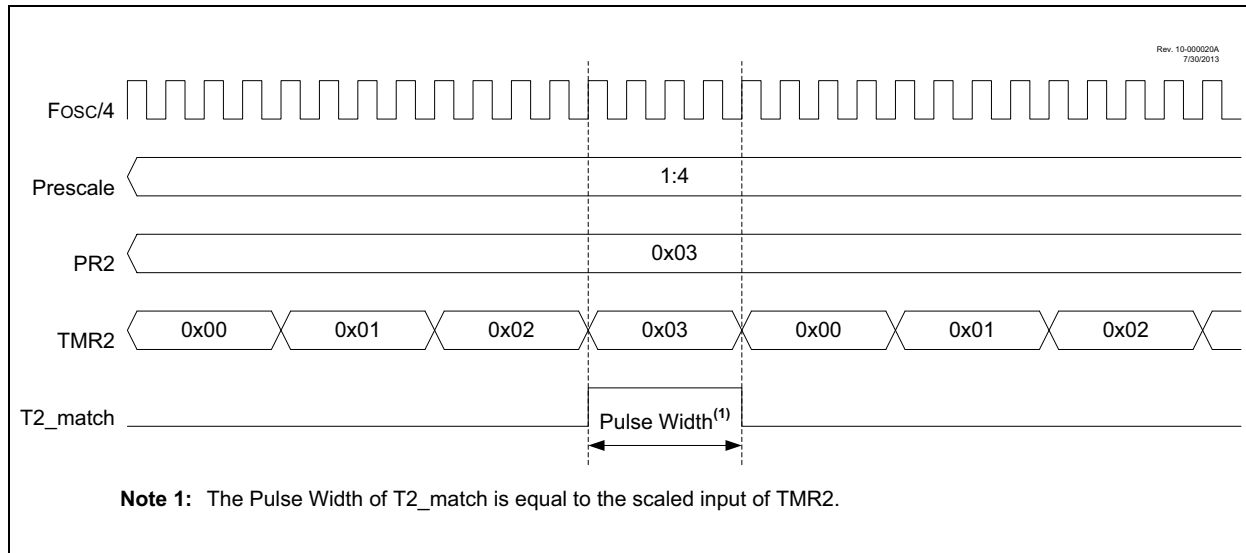 Rev. 10-000020A
7/30/2013
Fosc/4
Prescale
1:4
PR2
0x03
TMR2
0x00
0x01
0x02
0x03
0x00
0x01
0x02
T2_match
Pulse Width(1)
Note 1: The Pulse Width of T2_match is equal to the scaled input of TMR2.